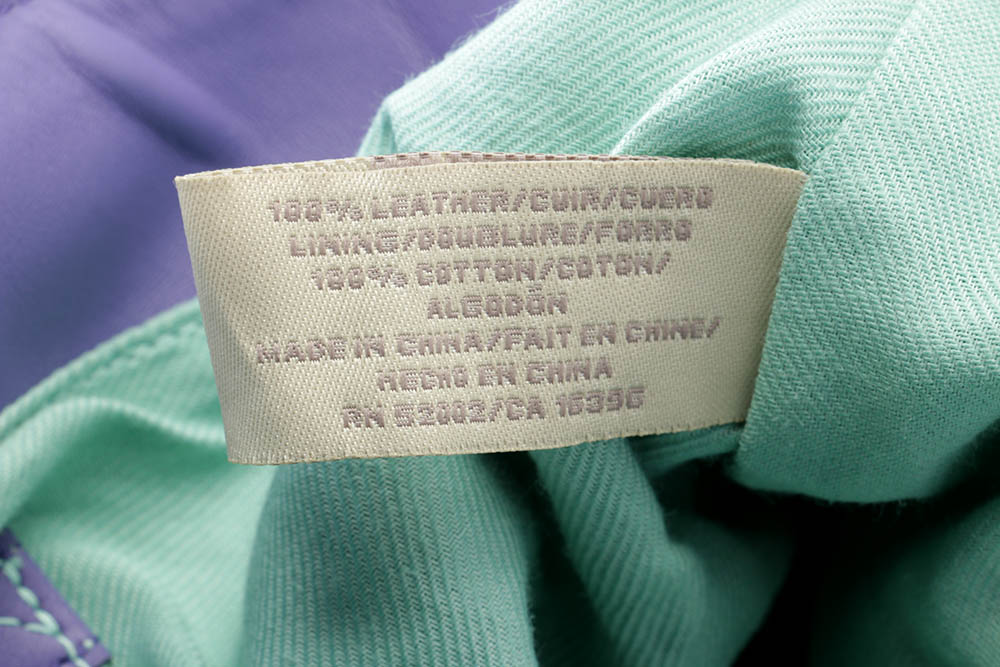 100% LEATHER/CUIR/CUERO
LINING/DOUBLURE/FORRO
100% COTTON/COTON/
ALGODÓN
MADE IN CHINA/FAIT EN CHINE/
HECHO EN CHINA
RN 52002/CA 15395